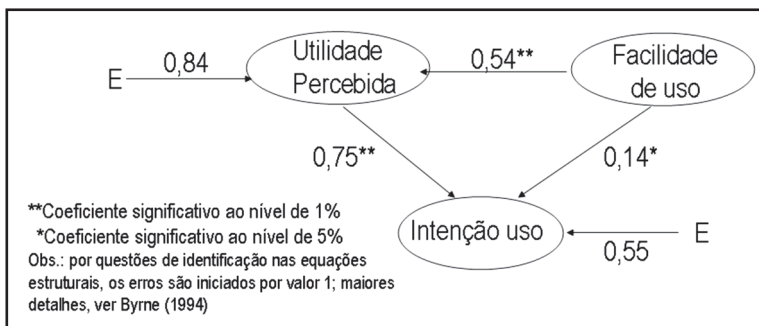 Utilidade
Percebida
Facilidade
de uso
E
0,84
0,54**
0,75**
0,14*
Intenção uso
E
0,55
**Coeficiente significativo ao nível de 1%
*Coeficiente significativo ao nível de 5%
Obs.: por questões de identificação nas equações
estruturais, os erros são iniciados por valor 1; maiores
detalhes, ver Byrne (1994)